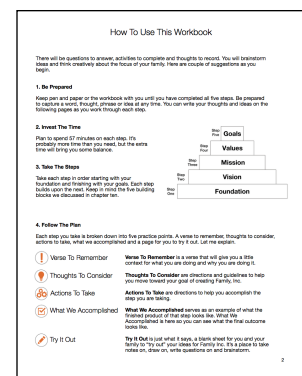 How To Use This Workbook
There will be questions to answer, activities to complete and thoughts to record. You will brainstorm
ideas and think creatively about the focus of your family. Here are couple of suggestions as you
begin.
1. Be Prepared
Keep pen and paper or the workbook with you until you have completed all five steps. Be prepared
to capture a word, thought, phrase or idea at any time. You can write your thoughts and ideas on the
following pages as you work through each step.
2. Invest The Time
Plan to spend 57 minutes on each step. It's
probably more time than you need, but the extra
time will bring you some balance.
3. Take The Steps
Take each step in order starting with your
foundation and finishing with goals. Each step
builds upon the next. Keep in mind the five building
blocks we discussed in chapter ten.
Step Five Goals
Step Four Values
Step Three Mission
Step Two Vision
Step One Foundation
4. Follow The Plan
Each step you take is broken down into five practice points. A verse to remember, thoughts to consider,
actions to take, what we accomplished and a page for you to try it out. Let me explain.
Verse To Remember
Verse To Remember is a verse that will give you a little
context for what you are doing and why you are doing it.
Thoughts To Consider
Thoughts To Consider are directions and guidelines to help
you move toward your goal of creating Family, Inc.
Actions To Take
Actions To Take are directions to help you accomplish the
step you are taking.
What We Accomplished
What We Accomplished serves as an example of what the
finished product of that step looks like. What We
Accomplished is here so you can see what the final outcome
looks like.
Try It Out
Try It Out is just what it says, a blank sheet for you and your
family to "try out" your ideas for Family Inc. It's a place to take
notes on, draw on, write questions on and brainstorm.
2